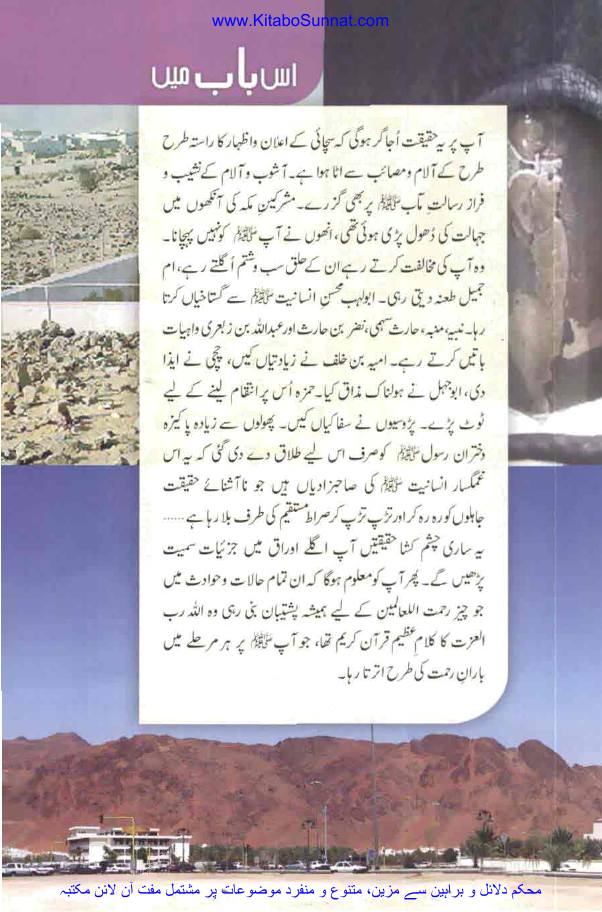 www.KitaboSunnat.com
اس باب میں
آپ پر یہ حقیقت اُجاگر ہوگی کہ سچائی کے اعلان و اظہار کا راستہ طرح
طرح کے آلام و مصائب سے اٹا ہوا ہے۔ آشوب و آلام کے نشیب و
فراز رسالت مآب ﷺ پر بھی گزرے۔ مشرکینِ مکہ کی آنکھوں میں
جہالت کی دُھول پڑی ہوئی تھی، انھوں نے آپ ﷺ کو نہیں پہچانا۔
وہ آپ کی مخالفت کرتے رہے ان کے حلق سب و شتم اُگلتے رہے، ام
جمیل طعنہ دیتی رہی۔ ابولہب محسنِ انسانیت ﷺ سے گستاخیاں کرتا
رہا۔ نبیہ، منبہ، حارث سہمی، نضر بن حارث اور عبداللہ بن زبعری واہیات
باتیں کرتے رہے۔ امیہ بن خلف نے زیادتیاں کیں، چچی نے ایذا
دی، ابوجہل نے ہولناک مذاق کیا۔ حمزہ اُس پر انتقام لینے کے لیے
ٹوٹ پڑے۔ پڑوسیوں نے سفاکیاں کیں۔ پھولوں سے زیادہ پاکیزہ
دخترانِ رسول ﷺ کو صرف اس لیے طلاق دے دی گئی کہ یہ اس
غمگسار انسانیت ﷺ کی صاحبزادیاں ہیں جو ناآشنائے حقیقت
جاہلوں کو رہ رہ کر اور تڑپ تڑپ کر صراطِ مستقیم کی طرف بلا رہا ہے......
یہ ساری چشم کشا حقیقتیں آپ اگلے اوراق میں جزئیات سمیت
پڑھیں گے۔ پھر آپ کو معلوم ہوگا کہ ان تمام حالات و حوادث میں
جو چیز رحمت اللعالمین کے لیے ہمیشہ پشتیبان بنی رہی وہ اللہ رب
العزت کا کلامِ عظیم قرآن کریم تھا، جو آپ ﷺ پر ہر مرحلے میں
بارانِ رحمت کی طرح اترتا رہا۔
محکم دلائل و براہین سے مزین، متنوع و منفرد موضوعات پر مشتمل مفت آن لائن مکتبہ